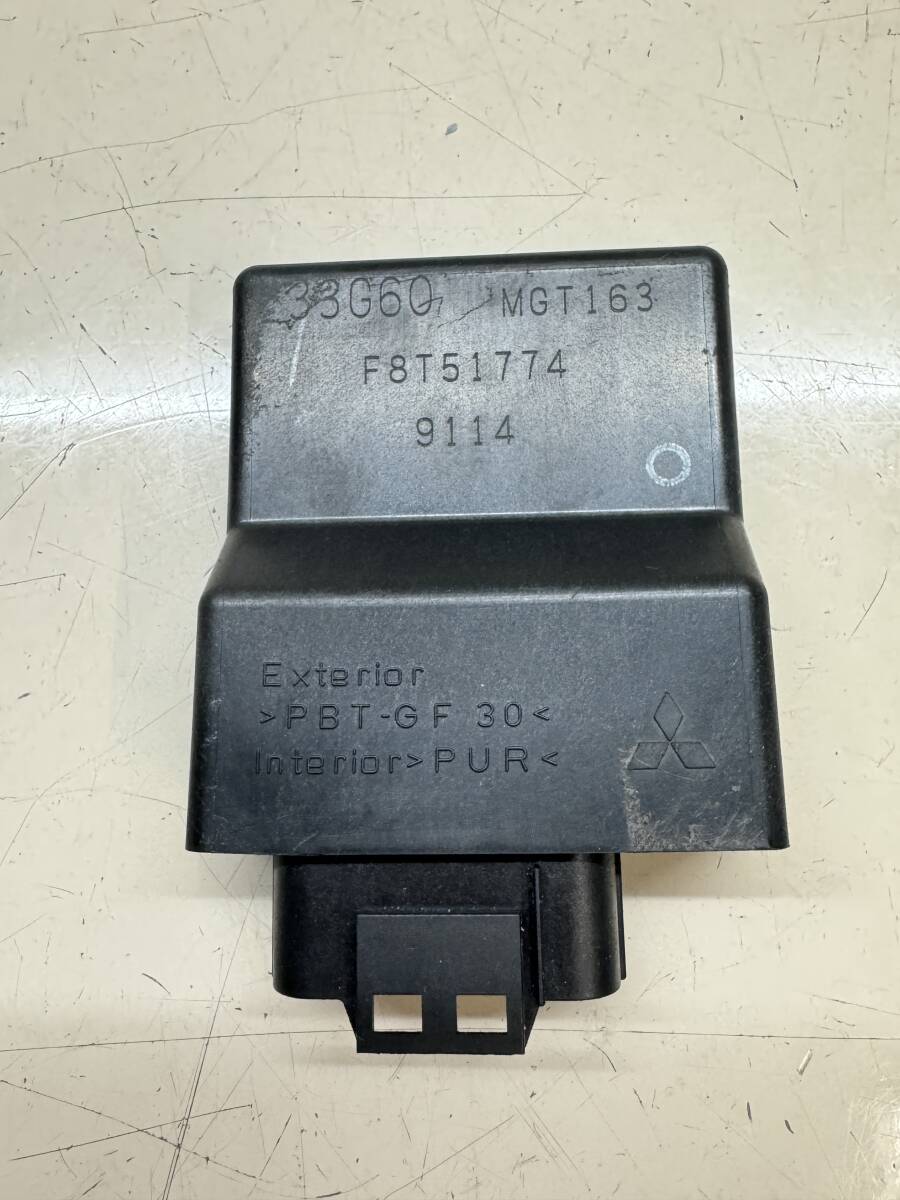 33G60 MGT163
F8T51774
9114
Exterior
>PBT-GF 30<
Interior>PUR<